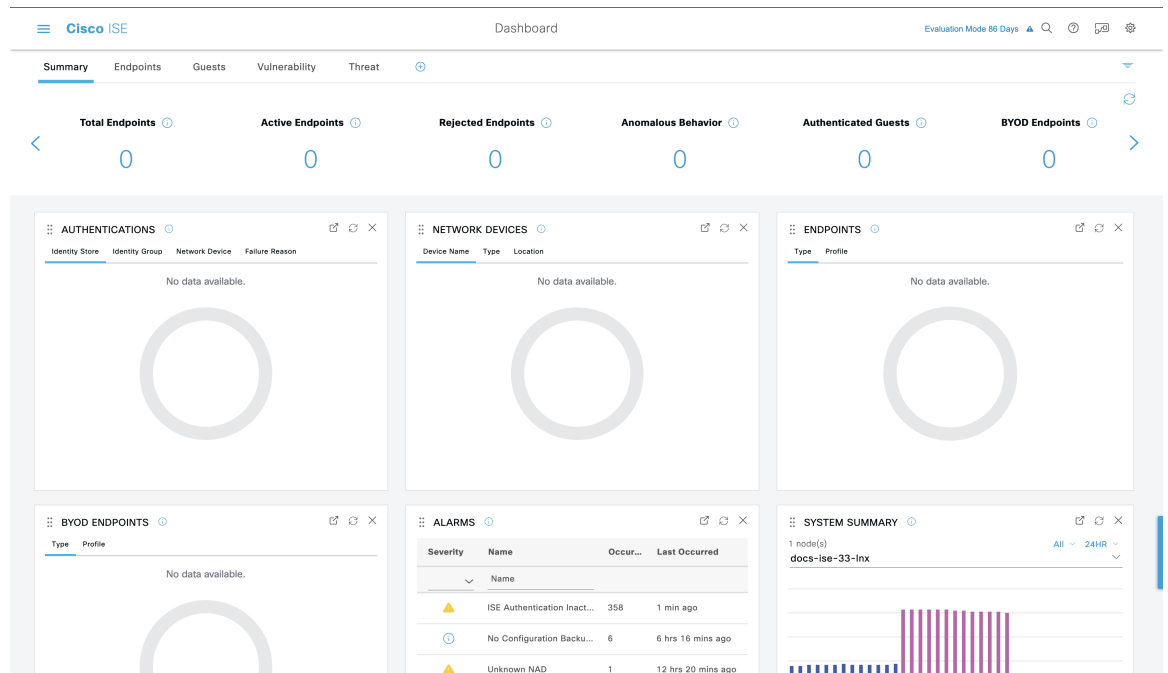 Cisco ISE
Dashboard
Evaluation Mode 86 Days
Summary Endpoints Guests Vulnerability Threat
Total Endpoints Active Endpoints Rejected Endpoints Anomalous Behavior Authenticated Guests BYOD Endpoints
0 0 0 0 0 0
AUTHENTICATIONS
Identity Store Identity Group Network Device Failure Reason
No data available.
NETWORK DEVICES
Device Name Type Location
No data available.
ENDPOINTS
Type Profile
No data available.
BYOD ENDPOINTS
Type Profile
No data available.
ALARMS
Severity Name Occur... Last Occurred
Name
ISE Authentication Inact... 358 1 min ago
No Configuration Backu... 6 6 hrs 16 mins ago
Unknown NAD 1 12 hrs 20 mins ago
SYSTEM SUMMARY
1 node(s) All 24HR
docs-ise-33-lnx